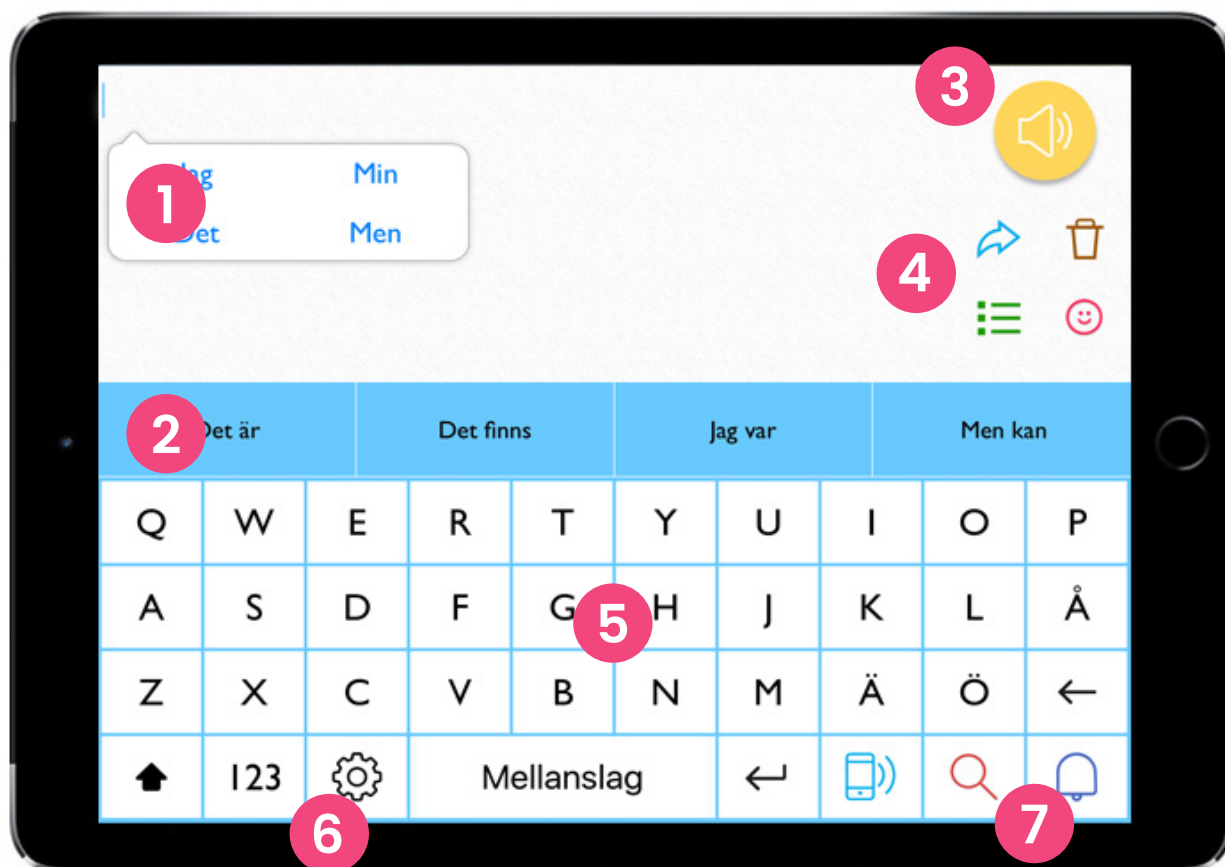 3
Jag Min
1
Det Men
4
2
Det är Det finns Jag var Men kan
Q W E R T Y U I O P
A S D F G H J K L Å
5
Z X C V B N M Ä Ö
123 Mellanslag
6 7